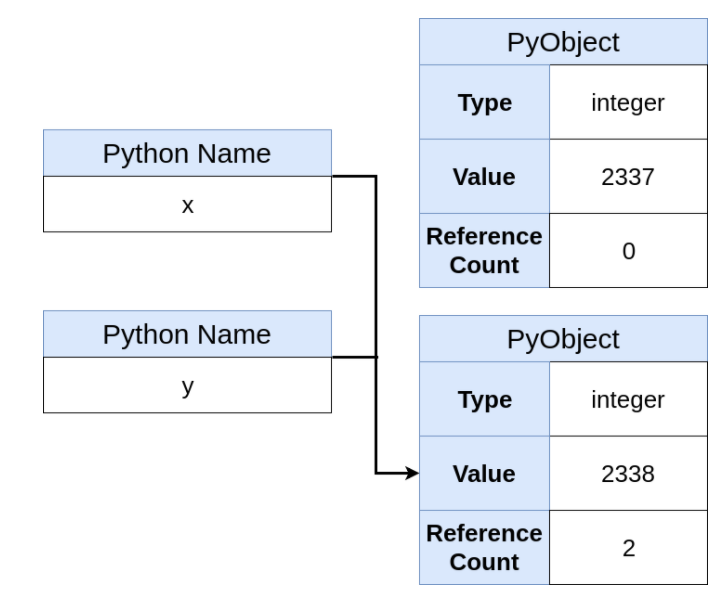 Python Name
x
Python Name
y
PyObject
Type
integer
Value
2337
Reference
Count
0
PyObject
Type
integer
Value
2338
Reference
Count
2